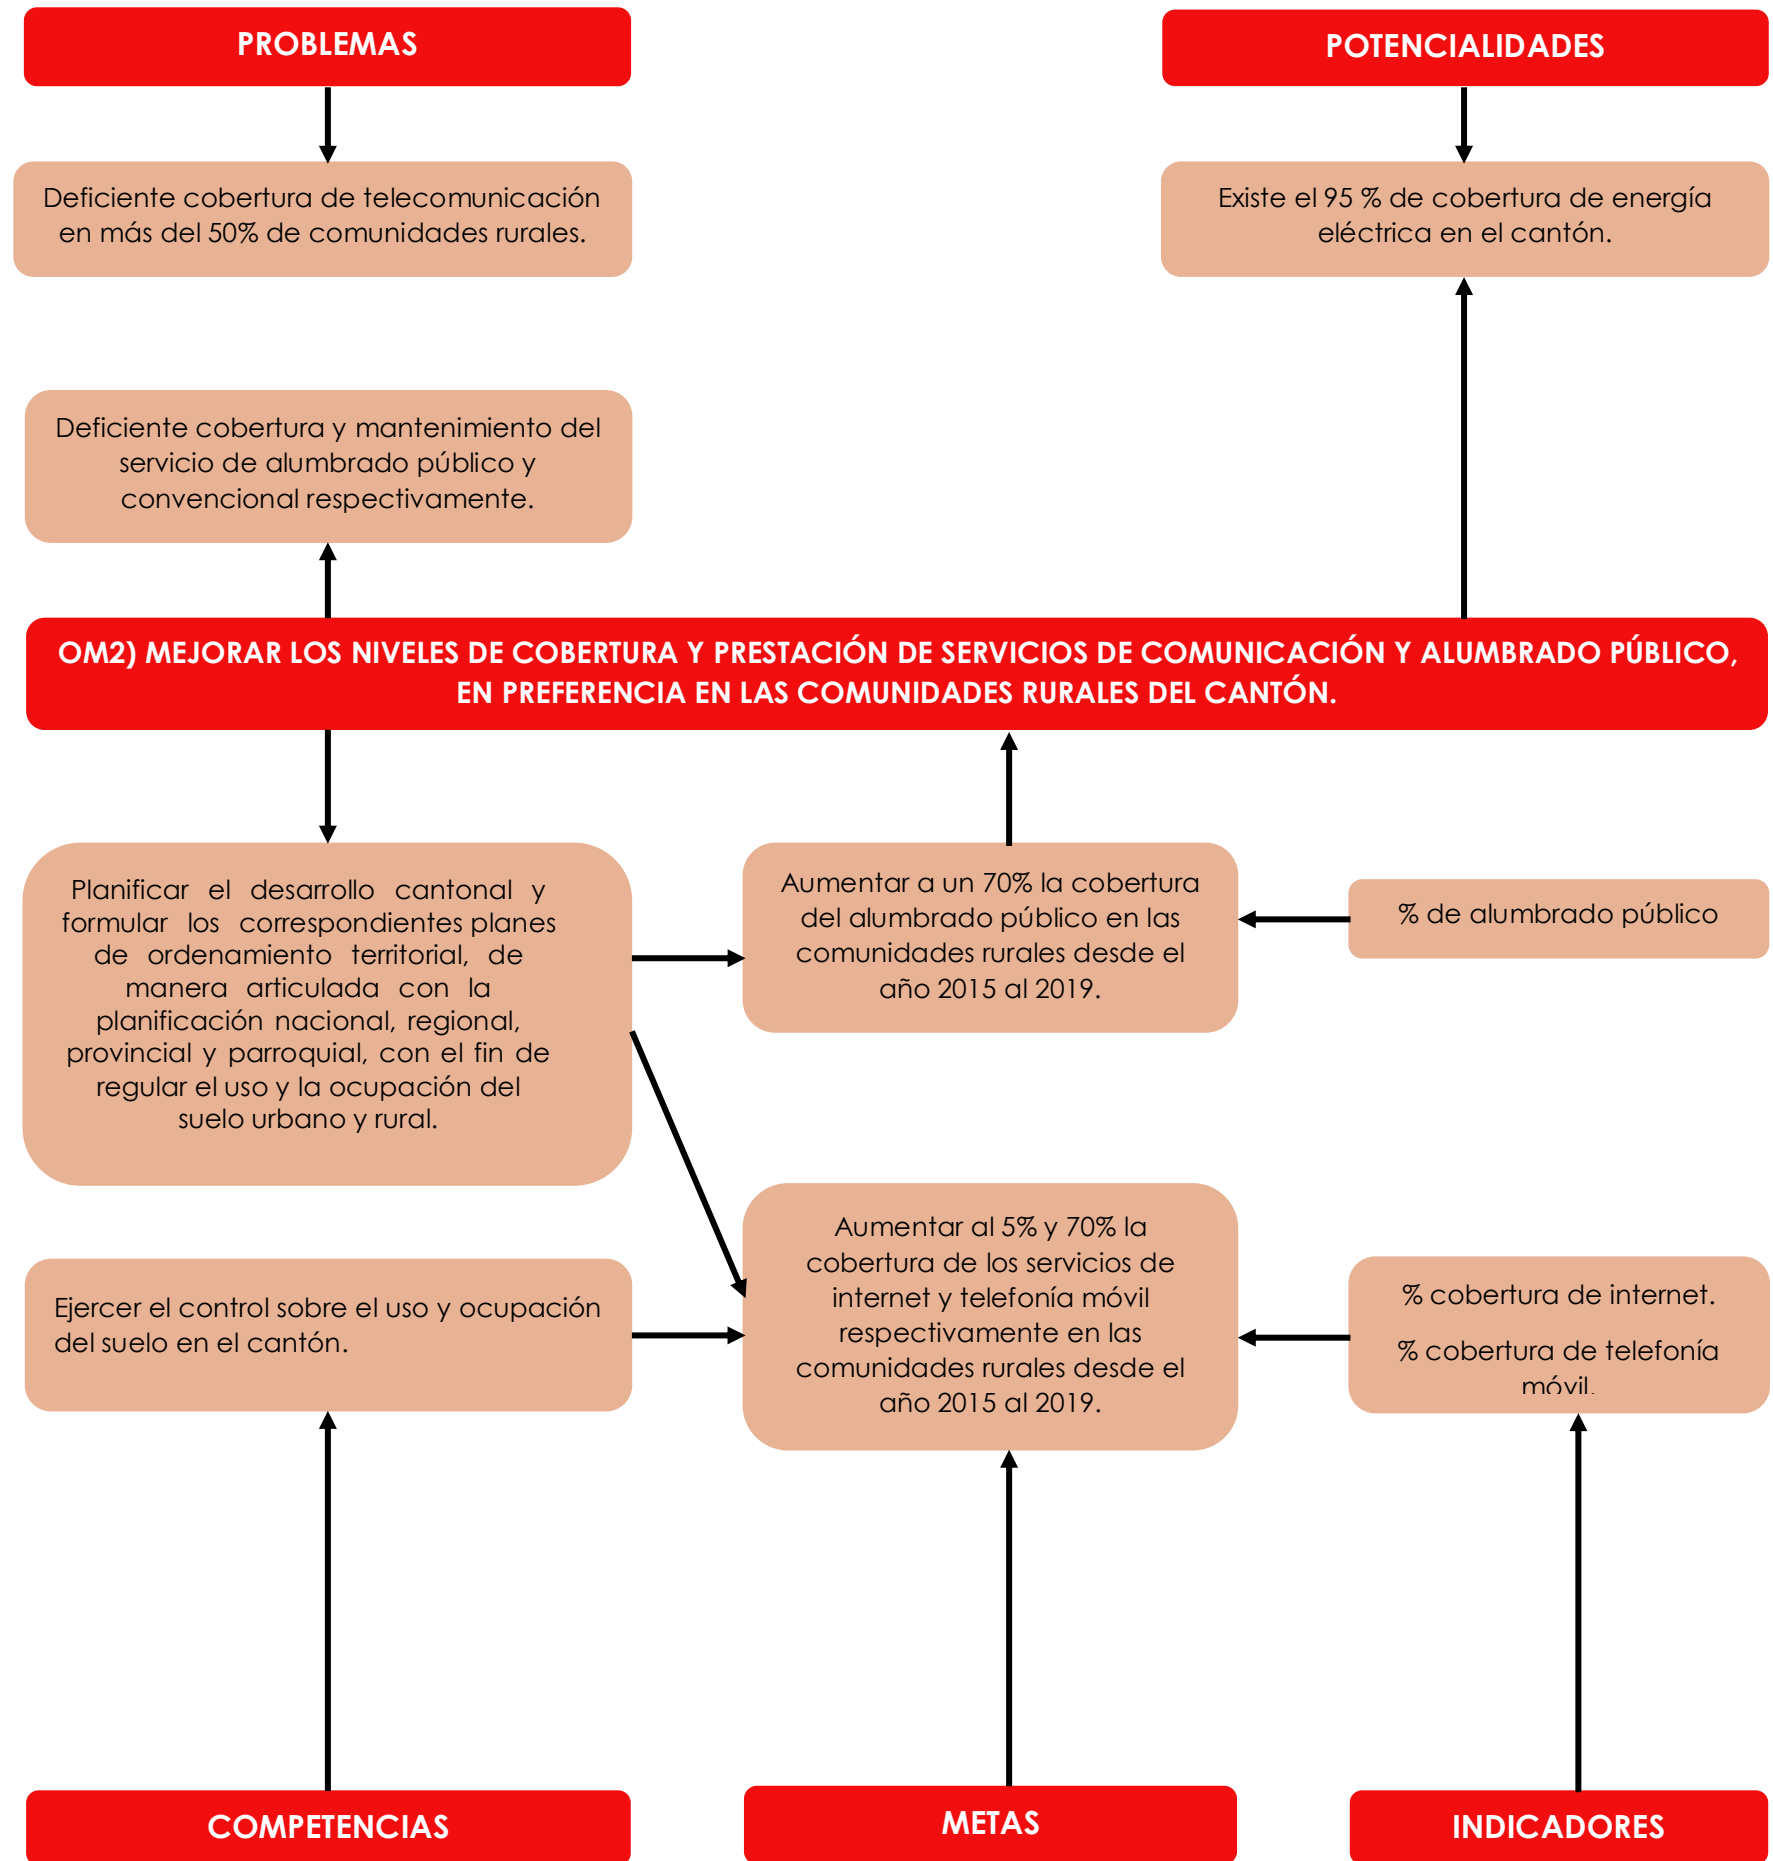 PROBLEMAS
POTENCIALIDADES
Deficiente cobertura de telecomunicación
en más del 50% de comunidades rurales.
Existe el 95 % de cobertura de energía
eléctrica en el cantón.
Deficiente cobertura y mantenimiento del
servicio de alumbrado público y
convencional respectivamente.
OM2) MEJORAR LOS NIVELES DE COBERTURA Y PRESTACIÓN DE SERVICIOS DE COMUNICACIÓN Y ALUMBRADO PÚBLICO,
EN PREFERENCIA EN LAS COMUNIDADES RURALES DEL CANTÓN.
Planificar el desarrollo cantonal y
formular los correspondientes planes
de ordenamiento territorial, de
manera articulada con la
planificación nacional, regional,
provincial y parroquial, con el fin de
regular el uso y la ocupación del
suelo urbano y rural.
Aumentar a un 70% la cobertura
del alumbrado público en las
comunidades rurales desde el
año 2015 al 2019.
% de alumbrado público
Ejercer el control sobre el uso y ocupación
del suelo en el cantón.
Aumentar al 5% y 70% la
cobertura de los servicios de
internet y telefonía móvil
respectivamente en las
comunidades rurales desde el
año 2015 al 2019.
% cobertura de internet.
% cobertura de telefonía
móvil.
COMPETENCIAS
METAS
INDICADORES